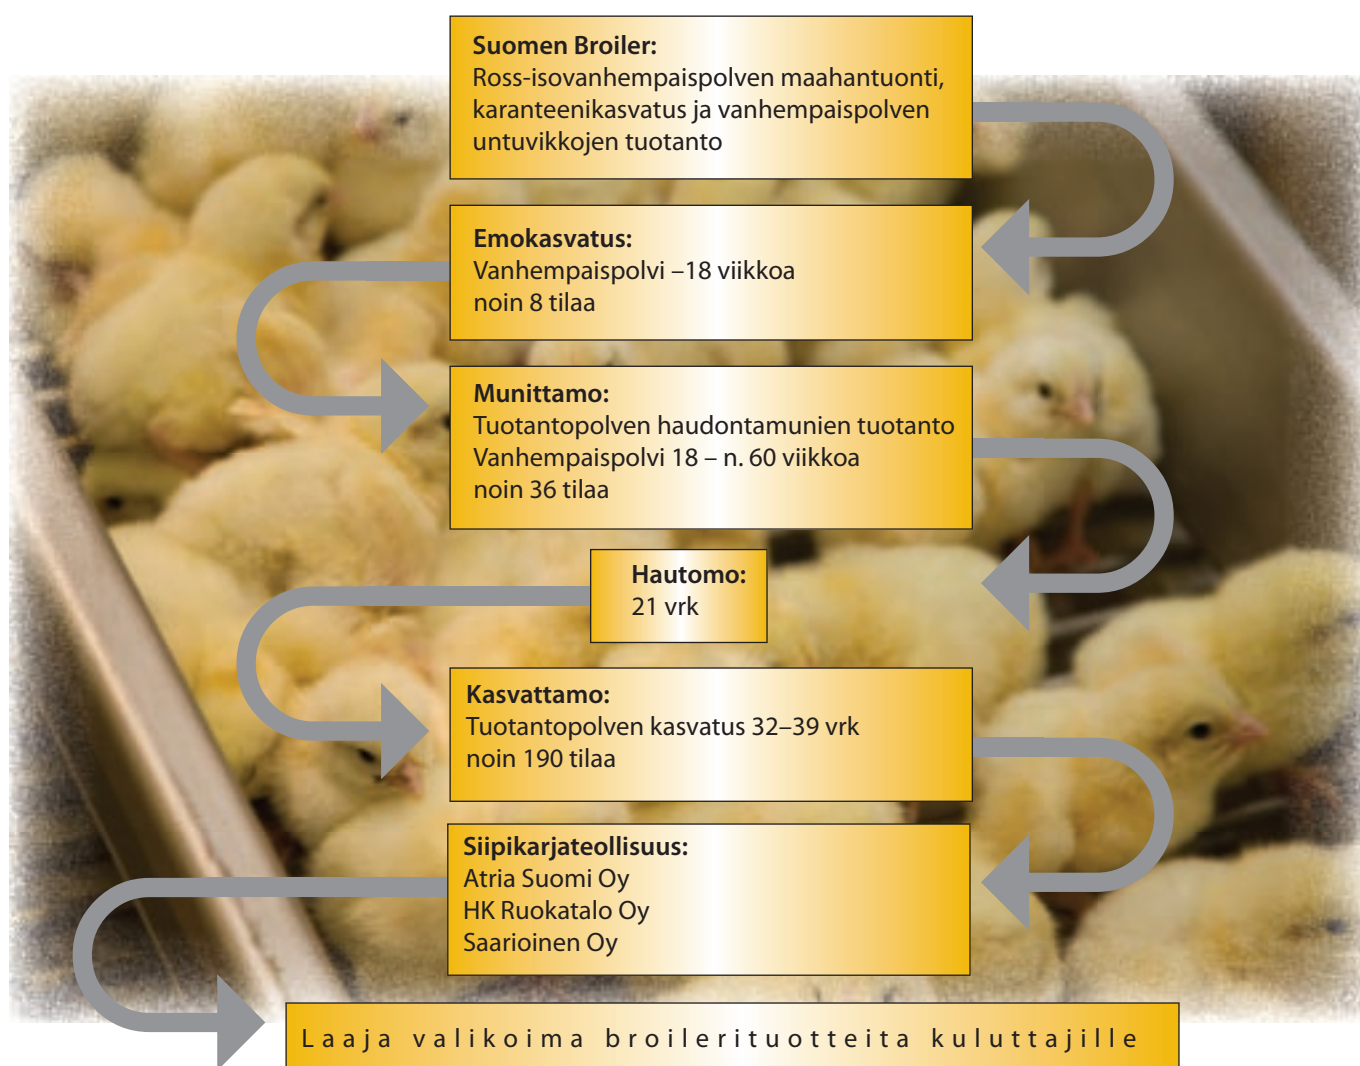 Suomen Broiler:
Ross-isovanhempaispolven maahantuonti,
karanteenikasvatus ja vanhempaispolven
untuvikkojen tuotanto
Emokasvatus:
Vanhempaispolvi –18 viikkoa
noin 8 tilaa
Munittamo:
Tuotantopolven haudontamunien tuotanto
Vanhempaispolvi 18 – n. 60 viikkoa
noin 36 tilaa
Hautomo:
21 vrk
Kasvattamo:
Tuotantopolven kasvatus 32–39 vrk
noin 190 tilaa
Siipikarjateollisuus:
Atria Suomi Oy
HK Ruokatalo Oy
Saarioinen Oy
Laaja valikoima broilerituotteita kuluttajille